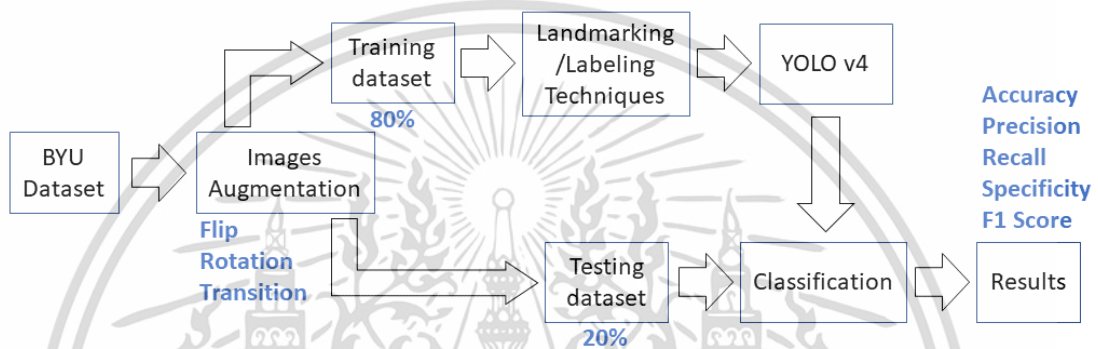 BYU
Dataset
Images
Augmentation
Flip
Rotation
Transition
Training
dataset
80%
Landmarking
/Labeling
Techniques
YOLO v4
Testing
dataset
20%
Classification
Accuracy
Precision
Recall
Specificity
F1 Score
Results